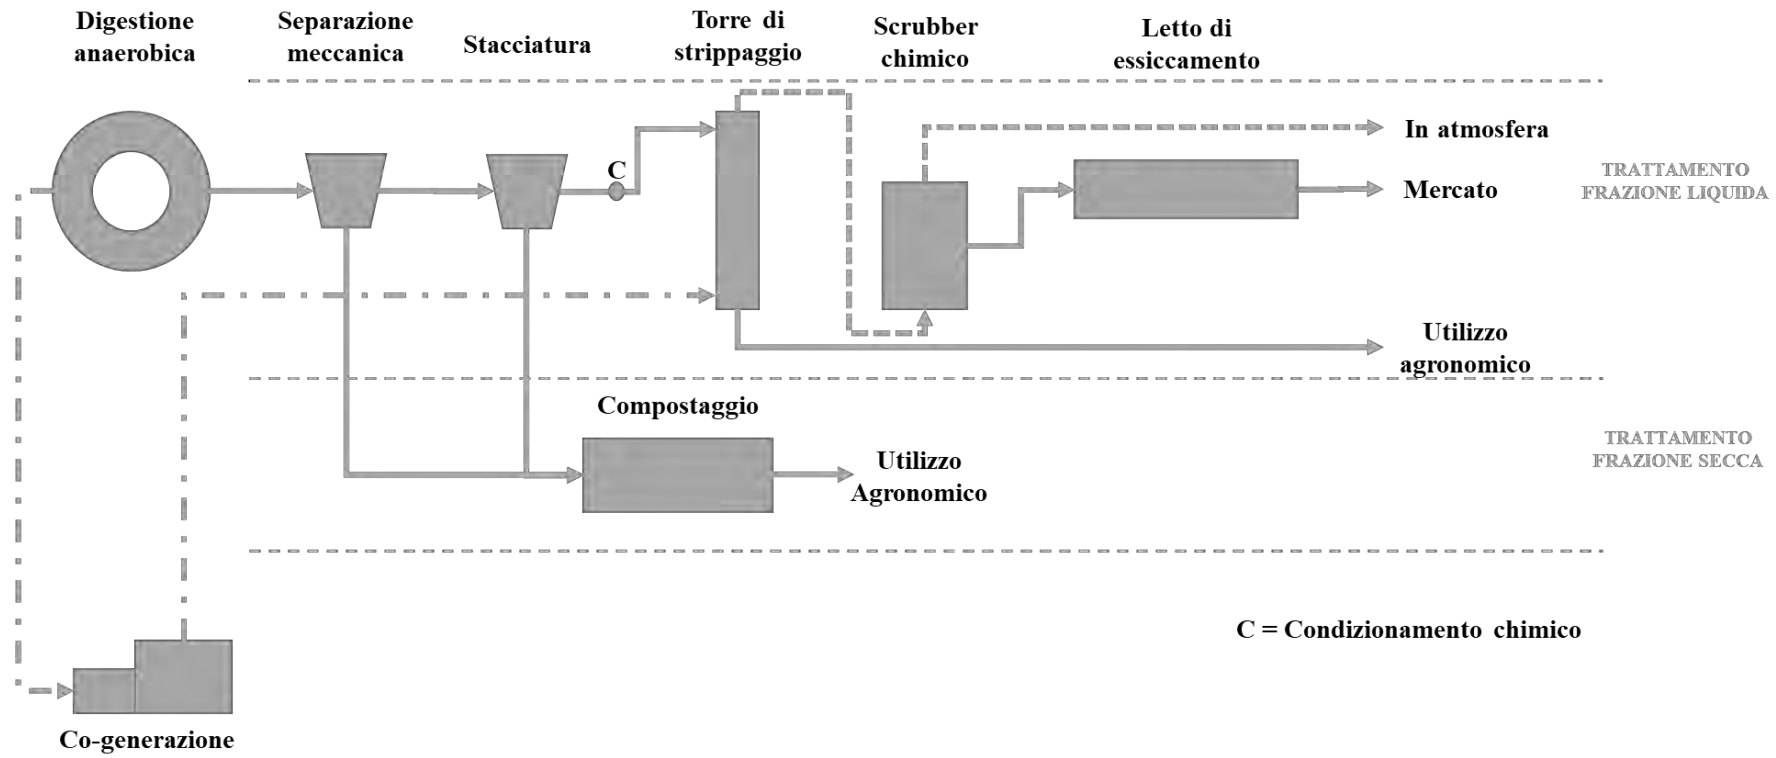 Digestione
anaerobica
Separazione
meccanica
Stacciatura
Torre di
strippaggio
Scrubber
chimico
Letto di
essiccamento
C
In atmosfera
Mercato
TRATTAMENTO
FRAZIONE LIQUIDA
Utilizzo
agronomico
Compostaggio
Utilizzo
Agronomico
TRATTAMENTO
FRAZIONE SECCA
C = Condizionamento chimico
Co-generazione